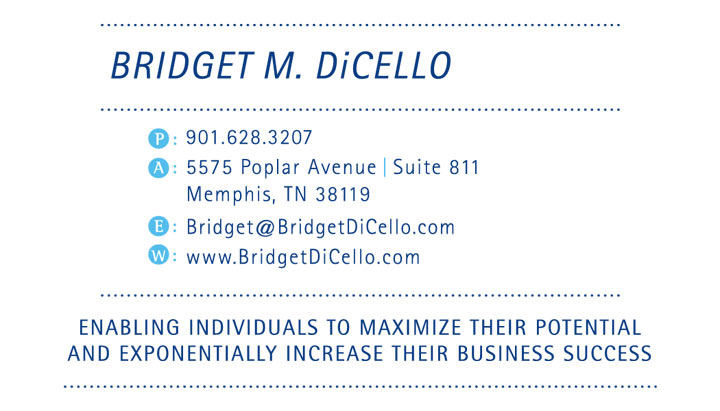 BRIDGET M. DiCELLO
P: 901.628.3207
A: 5575 Poplar Avenue | Suite 811
Memphis, TN 38119
E: Bridget@BridgetDiCello.com
W: www.BridgetDiCello.com
ENABLING INDIVIDUALS TO MAXIMIZE THEIR POTENTIAL
AND EXPONENTIALLY INCREASE THEIR BUSINESS SUCCESS